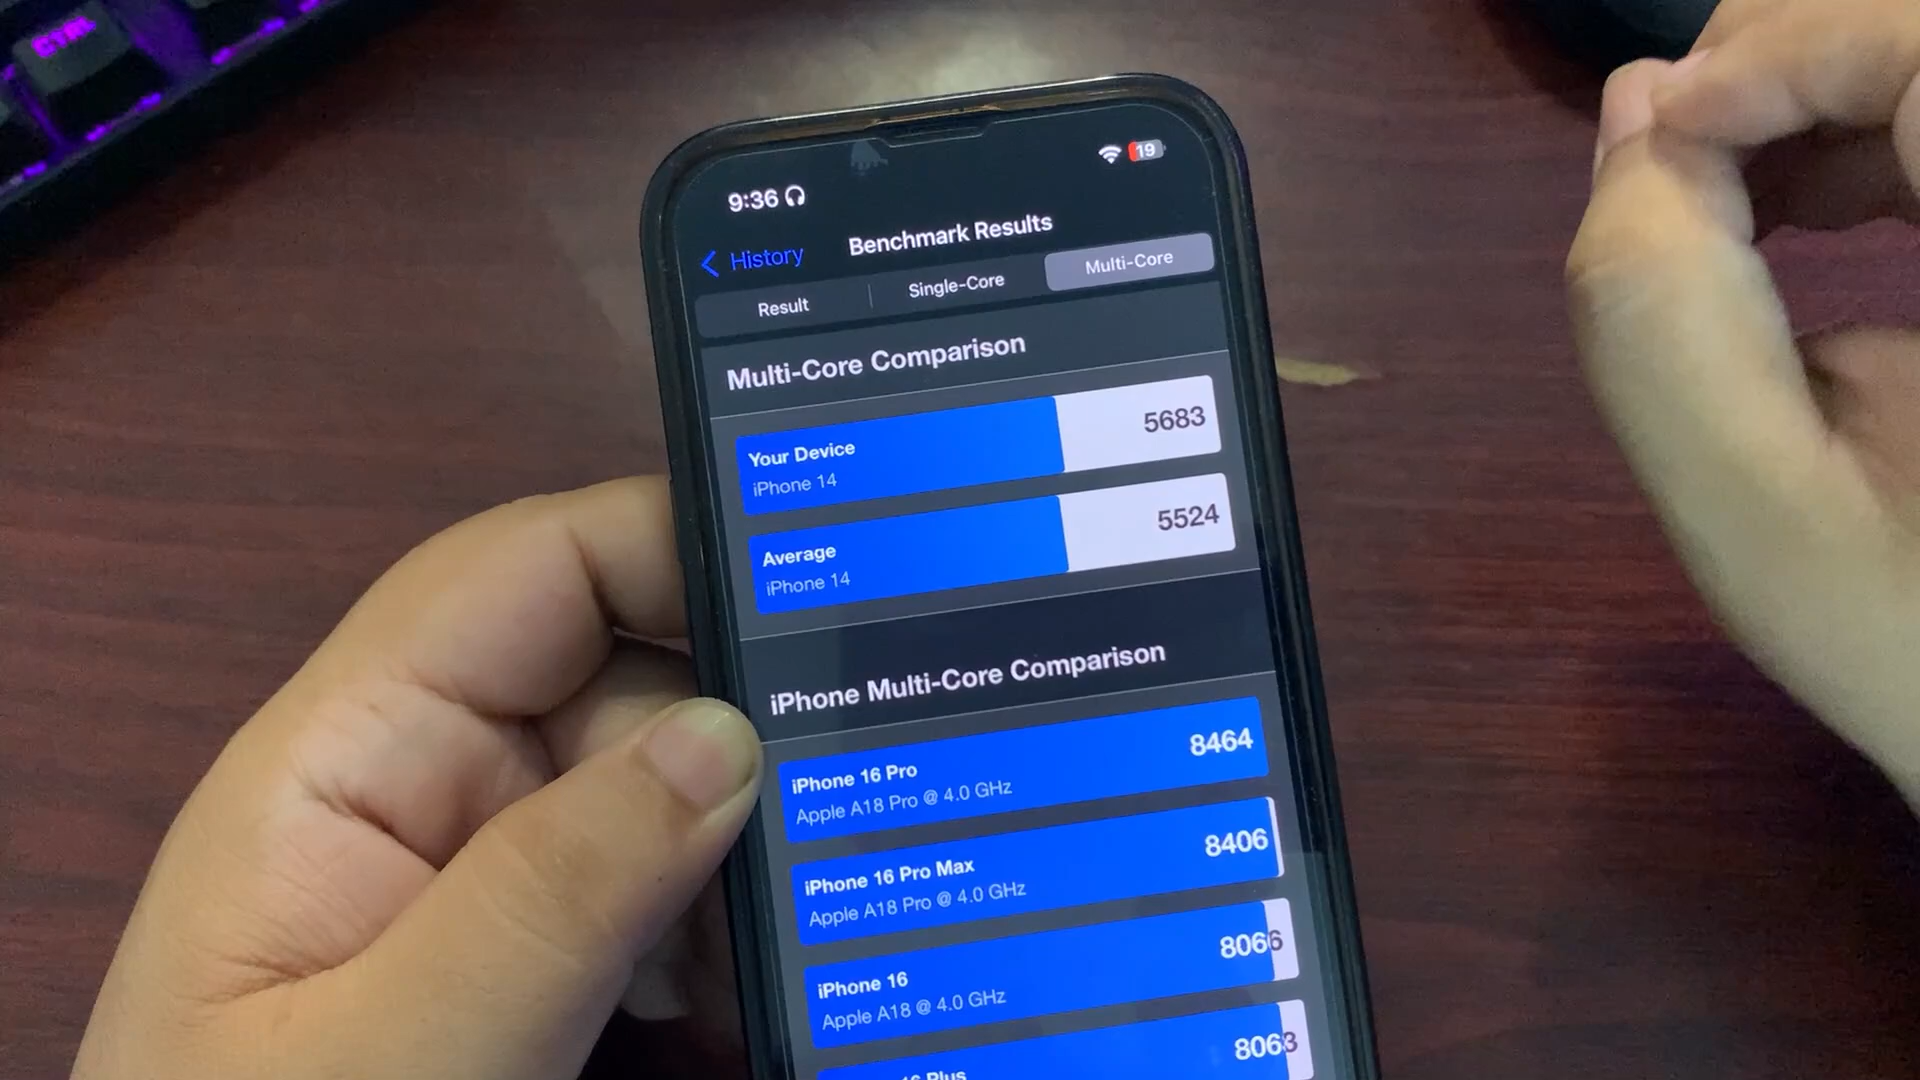 CTRL
9:36
19
History
Benchmark Results
Result
Single-Core
Multi-Core
Multi-Core Comparison
Your Device
iPhone 14
5683
Average
iPhone 14
5524
iPhone Multi-Core Comparison
iPhone 16 Pro
Apple A18 Pro @ 4.0 GHz
8464
iPhone 16 Pro Max
Apple A18 Pro @ 4.0 GHz
8406
iPhone 16
Apple A18 @ 4.0 GHz
8066
16 Plus
8063